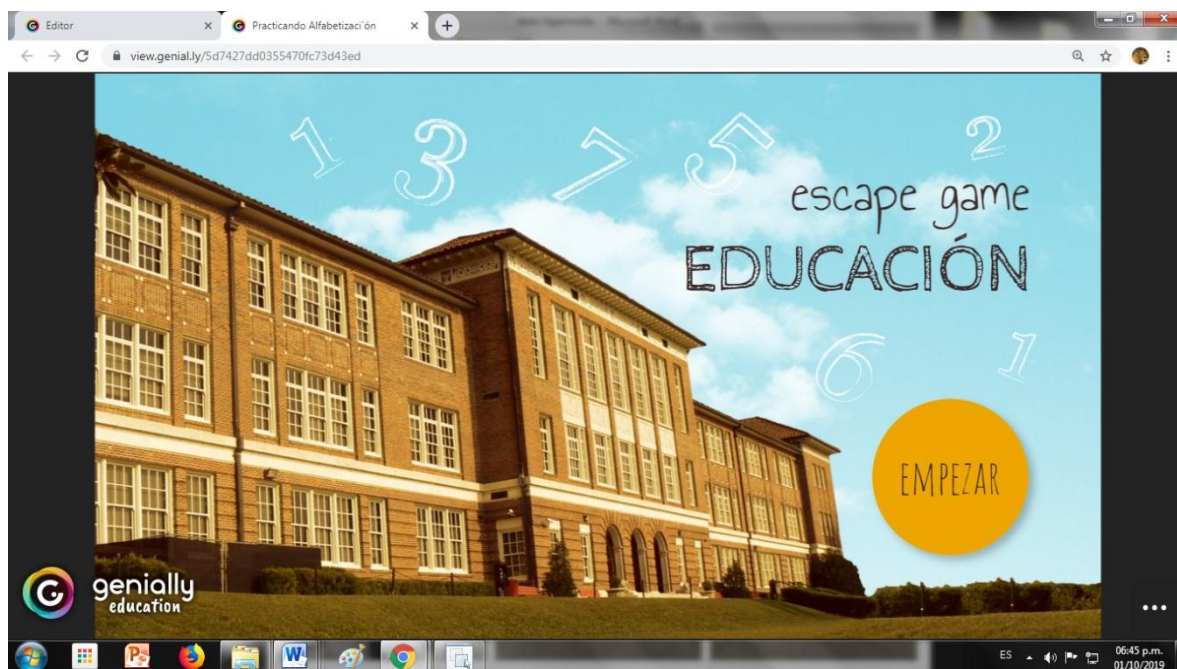 Editor
Practicando Alfabetizaci´ón
view.genial.ly/5d7427dd0355470fc73d43ed
1 3 7 5 2
escape game
EDUCACIÓN
6 1
EMPEZAR
genially
education
ES
06:45 p.m.
01/10/2019